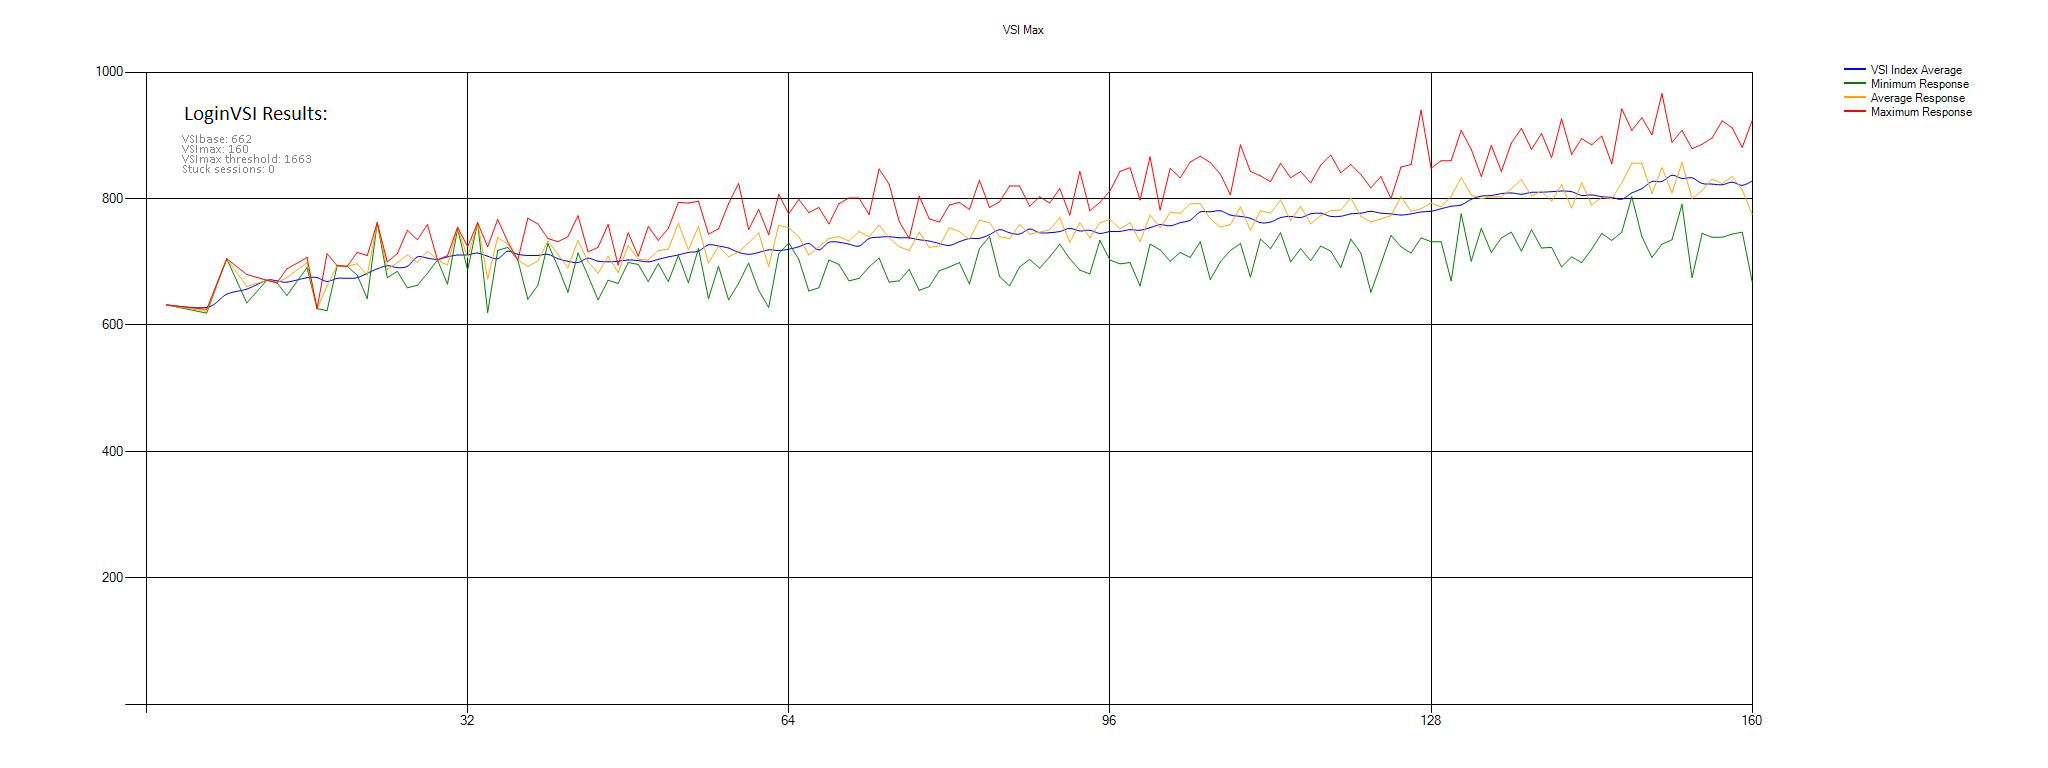 VSI Max
1000
800
600
400
200
32
64
96
128
160
LoginVSI Results:
VSIbase: 662
VSImax: 160
VSImax threshold: 1663
Stuck sessions: 0
VSI Index Average
Minimum Response
Average Response
Maximum Response